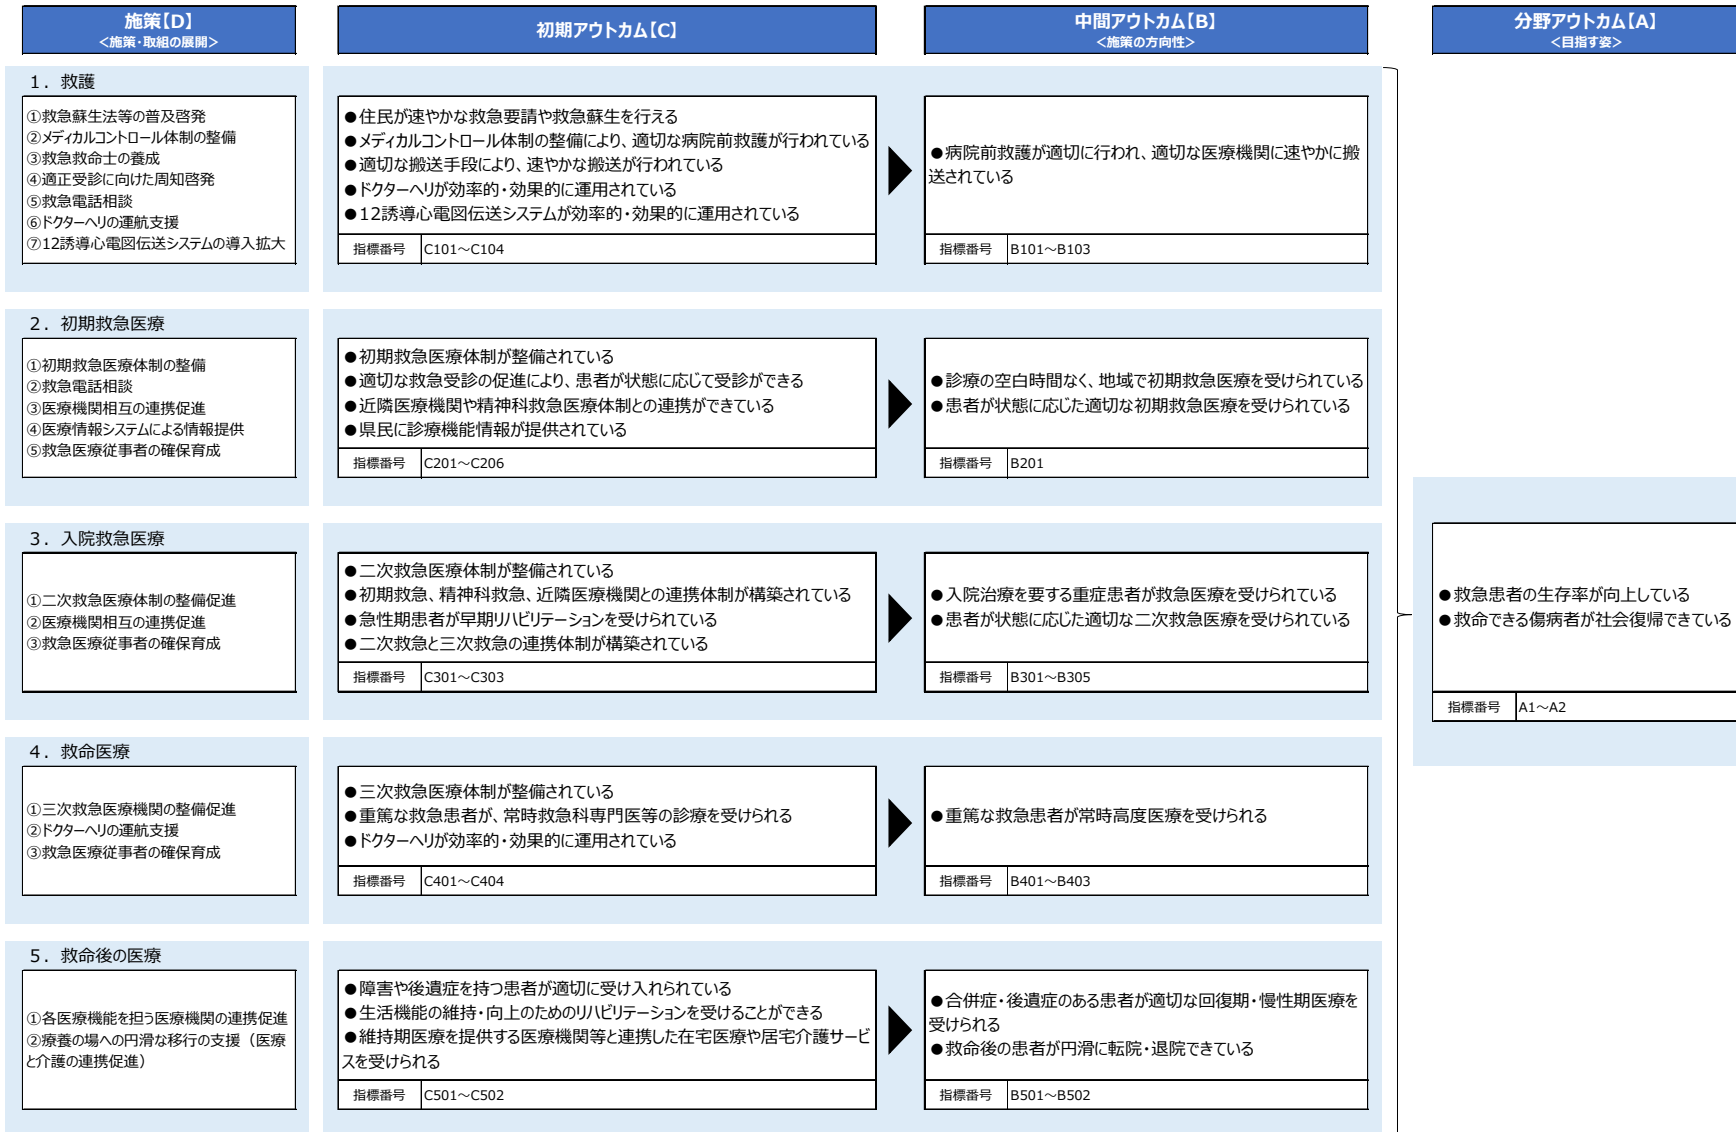 施策【D】
<施策・取組の展開>
初期アウトカム【C】
中間アウトカム【B】
<施策の方向性>
分野アウトカム【A】
<目指す姿>
1．救護
①救急蘇生法等の普及啓発
②メディカルコントロール体制の整備
③救急救命士の養成
④適正受診に向けた周知啓発
⑤救急電話相談
⑥ドクターヘリの運航支援
⑦12誘導心電図伝送システムの導入拡大
●住民が速やかな救急要請や救急蘇生を行える
●メディカルコントロール体制の整備により、適切な病院前救護が行われている
●適切な搬送手段により、速やかな搬送が行われている
●ドクターヘリが効率的・効果的に運用されている
●12誘導心電図伝送システムが効率的・効果的に運用されている
指標番号 C101～C104
●病院前救護が適切に行われ、適切な医療機関に速やかに搬
送されている
指標番号 B101～B103
2．初期救急医療
①初期救急医療体制の整備
②救急電話相談
③医療機関相互の連携促進
④医療情報システムによる情報提供
⑤救急医療従事者の確保育成
●初期救急医療体制が整備されている
●適切な救急受診の促進により、患者が状態に応じて受診ができる
●近隣医療機関や精神科救急医療体制との連携ができている
●県民に診療機能情報が提供されている
指標番号 C201～C206
●診療の空白時間なく、地域で初期救急医療を受けられている
●患者が状態に応じた適切な初期救急医療を受けられている
指標番号 B201
3．入院救急医療
①二次救急医療体制の整備促進
②医療機関相互の連携促進
③救急医療従事者の確保育成
●二次救急医療体制が整備されている
●初期救急、精神科救急、近隣医療機関との連携体制が構築されている
●急性期患者が早期リハビリテーションを受けられている
●二次救急と三次救急の連携体制が構築されている
指標番号 C301～C303
●入院治療を要する重症患者が救急医療を受けられている
●患者が状態に応じた適切な二次救急医療を受けられている
指標番号 B301～B305
●救急患者の生存率が向上している
●救命できる傷病者が社会復帰できている
指標番号 A1～A2
4．救命医療
①三次救急医療機関の整備促進
②ドクターヘリの運航支援
③救急医療従事者の確保育成
●三次救急医療体制が整備されている
●重篤な救急患者が、常時救急科専門医等の診療を受けられる
●ドクターヘリが効率的・効果的に運用されている
指標番号 C401～C404
●重篤な救急患者が常時高度医療を受けられる
指標番号 B401～B403
5．救命後の医療
①各医療機能を担う医療機関の連携促進
②療養の場への円滑な移行の支援（医療
と介護の連携促進）
●障害や後遺症を持つ患者が適切に受け入れられている
●生活機能の維持・向上のためのリハビリテーションを受けることができる
●維持期医療を提供する医療機関等と連携した在宅医療や居宅介護サービ
スを受けられる
指標番号 C501～C502
●合併症・後遺症のある患者が適切な回復期・慢性期医療を
受けられる
●救命後の患者が円滑に転院・退院できている
指標番号 B501～B502